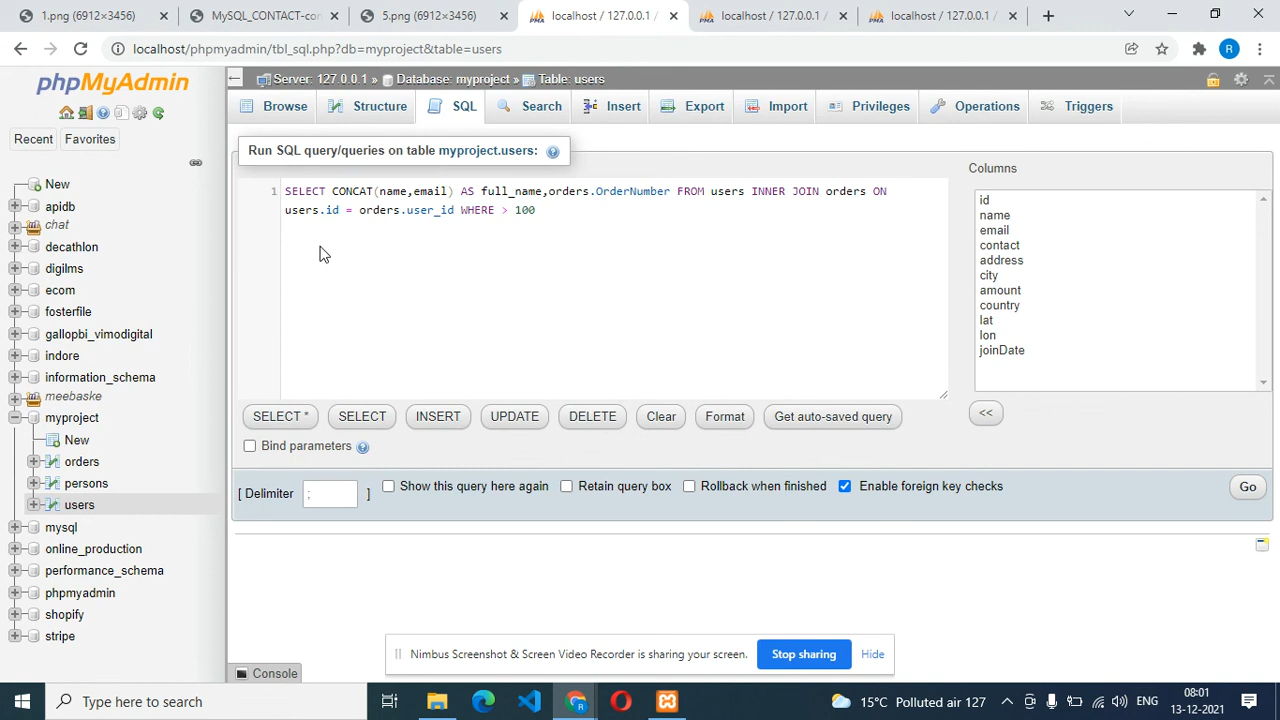 1.png (6912×3456)
MySQL_CONTACT-con
5.png (6912×3456)
localhost / 127.0.0.1 /
localhost / 127.0.0.1 /
localhost / 127.0.0.1 /
localhost/phpmyadmin/tbl_sql.php?db=myproject&table=users
R
phpMyAdmin
Recent
Favorites
New
apidb
chat
decathlon
digilms
ecom
fosterfile
gallopbi_vimodigital
indore
information_schema
meebaske
myproject
New
orders
persons
users
mysql
online_production
performance_schema
phpmyadmin
shopify
stripe
Server: 127.0.0.1 » Database: myproject » Table: users
Browse
Structure
SQL
Search
Insert
Export
Import
Privileges
Operations
Triggers
Run SQL query/queries on table myproject.users:
1 SELECT CONCAT(name,email) AS full_name,orders.OrderNumber FROM users INNER JOIN orders ON
users.id = orders.user_id WHERE > 100
Columns
id
name
email
contact
address
city
amount
country
lat
lon
joinDate
<<
SELECT *
SELECT
INSERT
UPDATE
DELETE
Clear
Format
Get auto-saved query
Bind parameters
[ Delimiter ; ]
Show this query here again
Retain query box
Rollback when finished
Enable foreign key checks
Go
Nimbus Screenshot & Screen Video Recorder is sharing your screen.
Stop sharing
Hide
Console
Type here to search
R
15°C Polluted air 127
ENG
08:01
13-12-2021